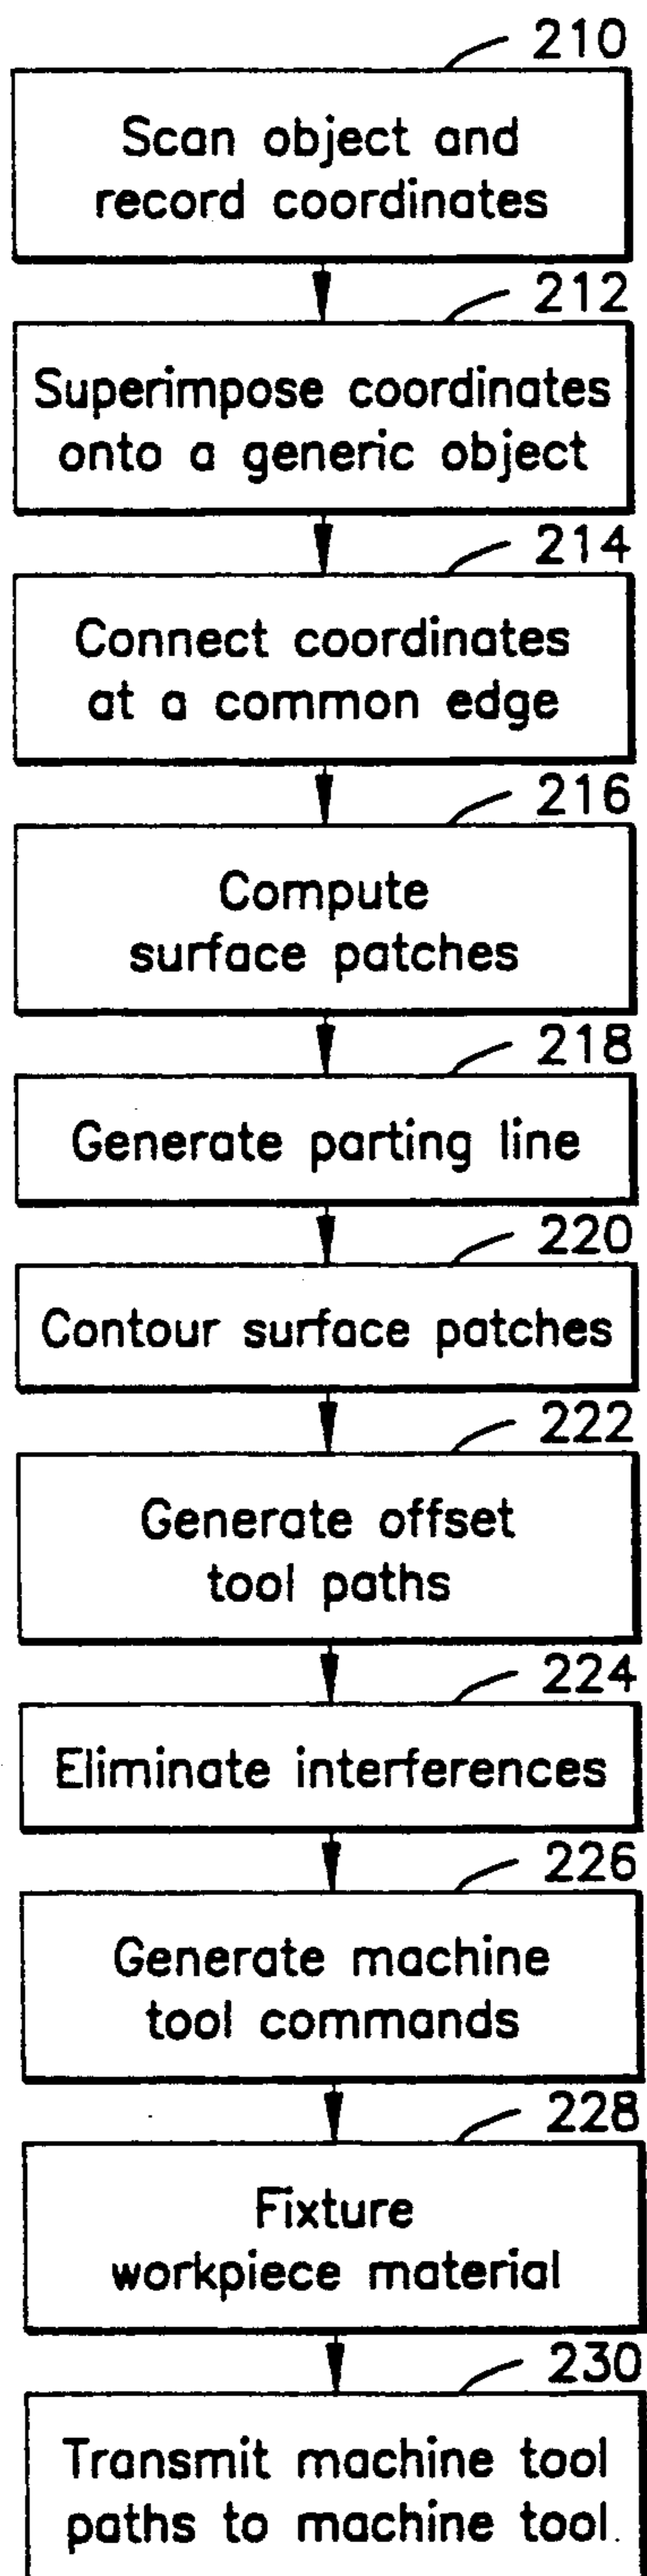 210
Scan object and
record coordinates
212
Superimpose coordinates
onto a generic object
214
Connect coordinates
at a common edge
216
Compute
surface patches
218
Generate parting line
220
Contour surface patches
222
Generate offset
tool paths
224
Eliminate interferences
226
Generate machine
tool commands
228
Fixture
workpiece material
230
Transmit machine tool
paths to machine tool